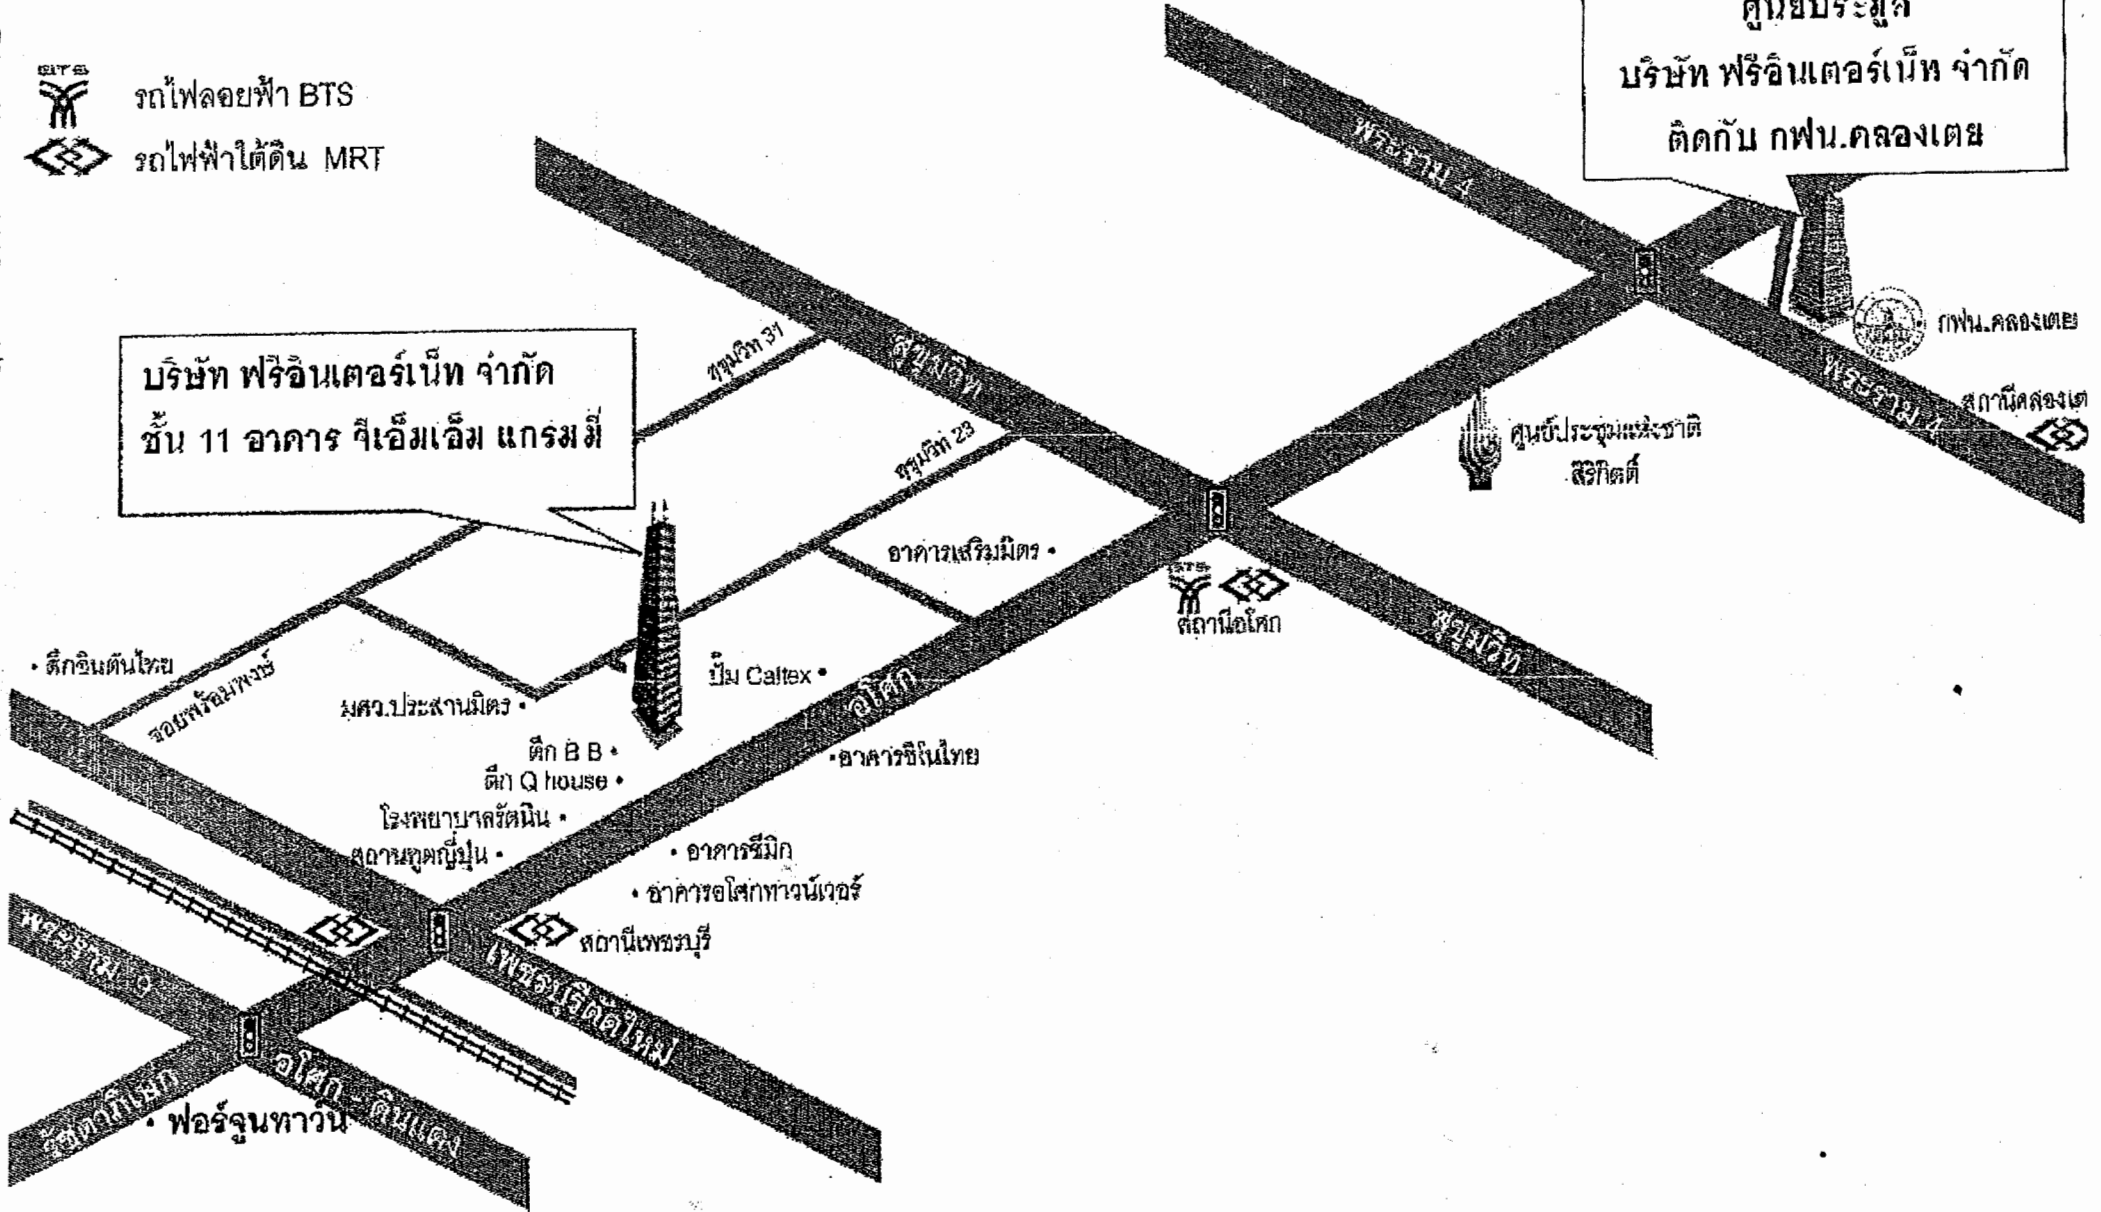 BTS
รถไฟลอยฟ้า BTS
รถไฟฟ้าใต้ดิน MRT
ศูนย์ประมูล
บริษัท ฟรีอินเตอร์เน็ท จำกัด
ติดกับ กฟน.คลองเตย
พระราม 4
กฟน.คลองเตย
พระราม 4
สถานีคลองเต
บริษัท ฟรีอินเตอร์เน็ท จำกัด
ชั้น 11 อาคาร จีเอ็มเอ็ม แกรมมี่
สุขุมวิท 31
สุขุมวิท
สุขุมวิท 23
ศูนย์ประชุมแห่งชาติ
สิริกิตติ์
อาคารเสริมมิตร
BTS
สถานีอโศก
สุขุมวิท
ตึกชินตันไทย
ซอยพร้อมพงษ์
มศว.ประสานมิตร
ปั๊ม Caltex
อโศก
ตึก B B
อาคารซิโนไทย
ตึก Q house
โรงพยาบาลรัตนิน
สถานทูตญี่ปุ่น
อาคารซีมิก
อาคารอโศกทาวน์เวอร์
สถานีเพชรบุรี
พระราม 9
เพชรบุรีตัดใหม่
อโศก - ดินแดง
รัชดาภิเษก
ฟอร์จูนทาวน์